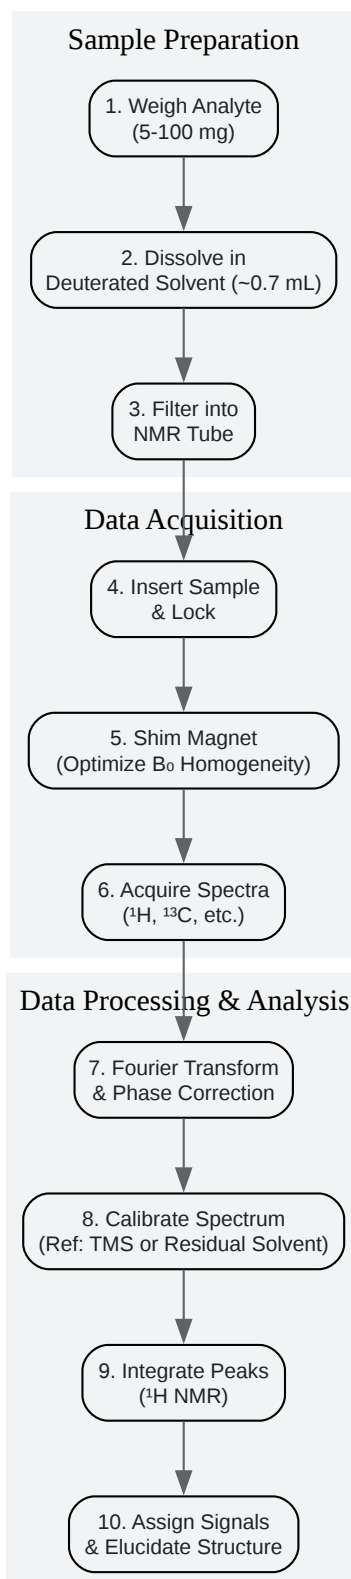 Sample Preparation
1. Weigh Analyte
(5-100 mg)
2. Dissolve in
Deuterated Solvent (~0.7 mL)
3. Filter into
NMR Tube
Data Acquisition
4. Insert Sample
& Lock
5. Shim Magnet
(Optimize B₀ Homogeneity)
6. Acquire Spectra
(¹H, ¹³C, etc.)
Data Processing & Analysis
7. Fourier Transform
& Phase Correction
8. Calibrate Spectrum
(Ref: TMS or Residual Solvent)
9. Integrate Peaks
(¹H NMR)
10. Assign Signals
& Elucidate Structure